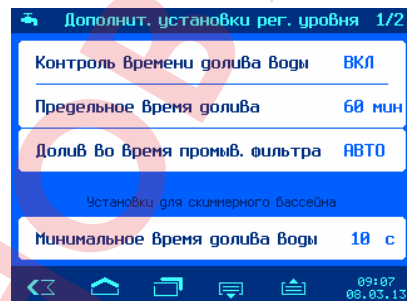 Дополнит. установки рег. уровня 1/2
Контроль времени долива воды ВКЛ
Предельное время долива 60 мин
Долив во время промыв. фильтра АВТО
Установки для скиммерного бассейна
Минимальное время долива воды 10 с
09:07
08.03.13